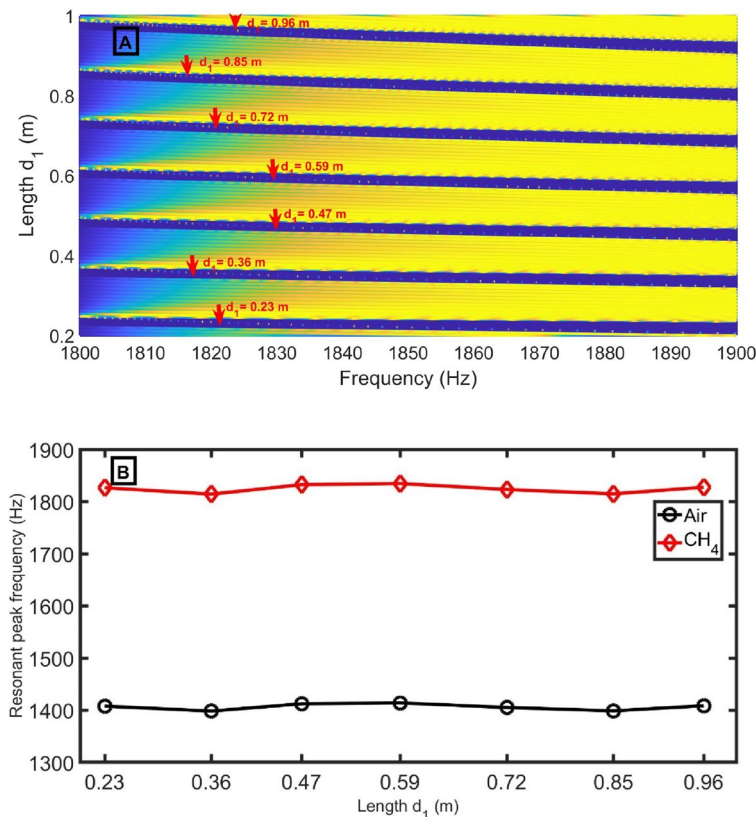 A
d1 = 0.96 m
d1= 0.85 m
d1= 0.72 m
d1= 0.59 m
d1= 0.47 m
d1= 0.36 m
d1= 0.23 m
1
0.8
0.6
0.4
0.2
Length d1 (m)
1800 1810 1820 1830 1840 1850 1860 1870 1880 1890 1900
Frequency (Hz)
B
1900
1800
1700
1600
1500
1400
1300
Resonant peak frequency (Hz)
Air
CH4
0.23 0.36 0.47 0.59 0.72 0.85 0.96
Length d1 (m)